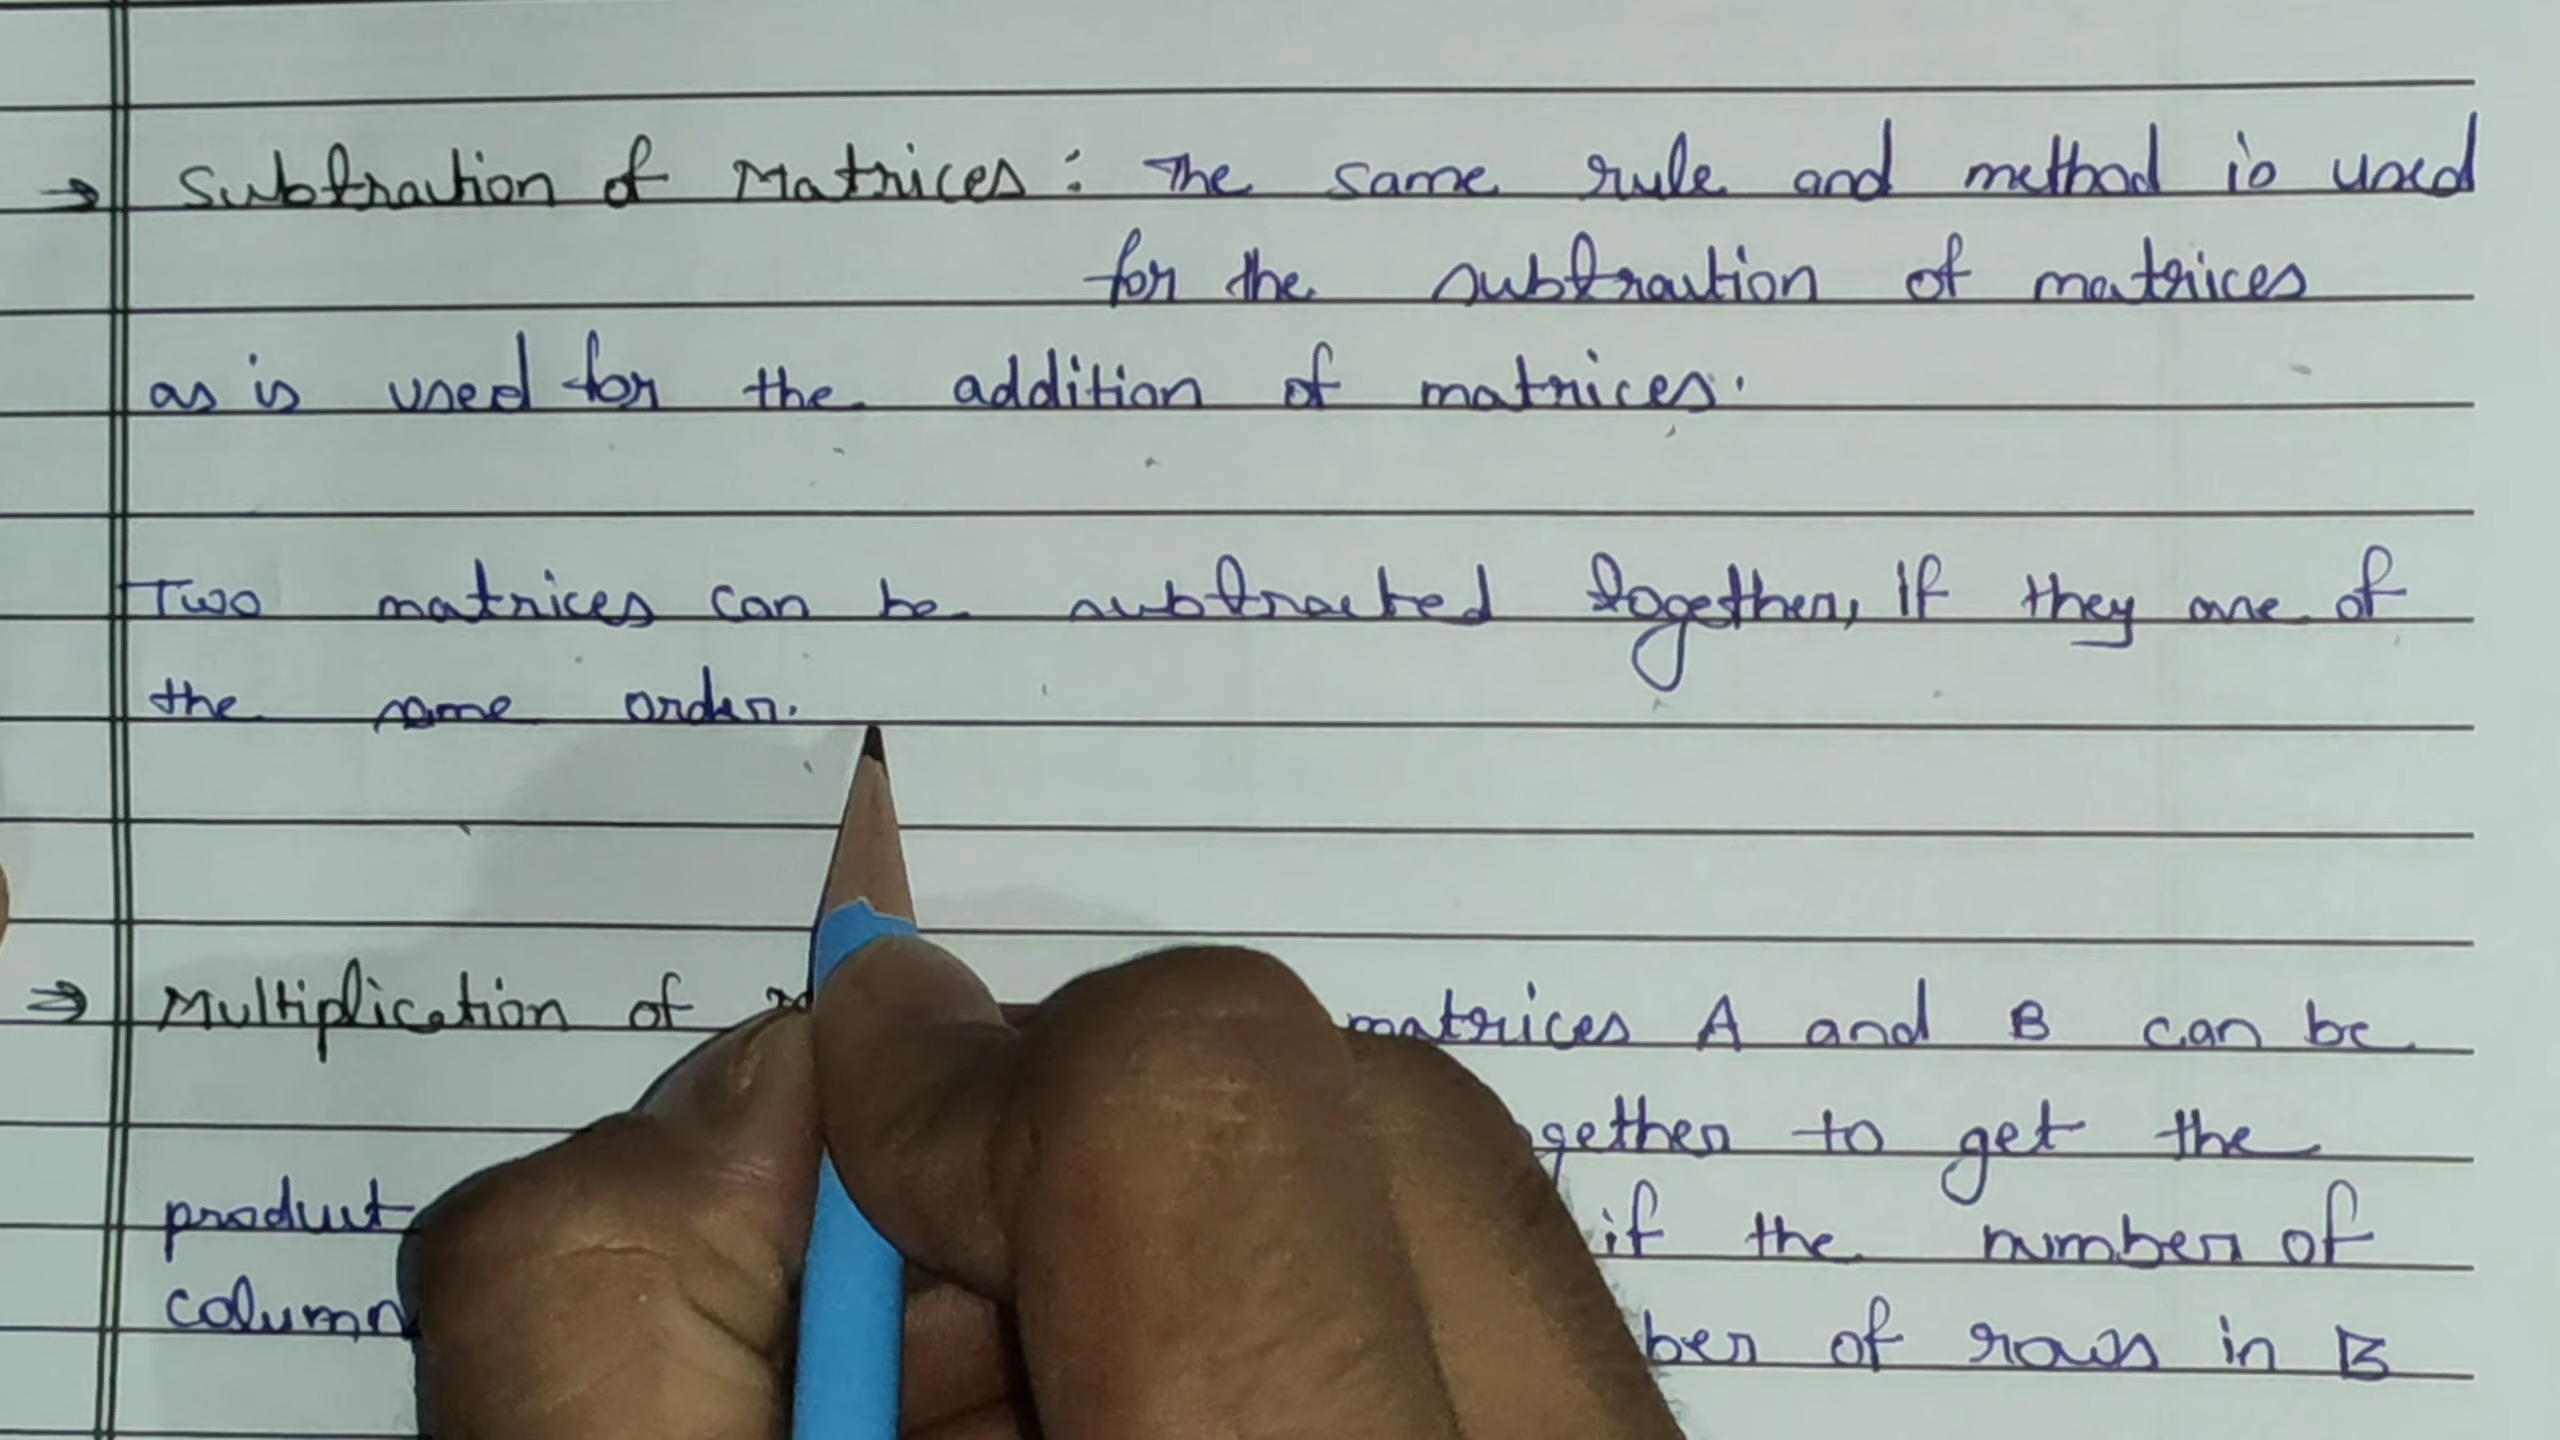 → Subtraction of Matrices: The same rule and method is used
for the subtraction of matrices
as is used for the addition of matrices.
Two matrices can be subtracted together, if they are of
the same order.
⇒ Multiplication of matrices A and B can be
gether to get the
product if the number of
column ber of rows in B